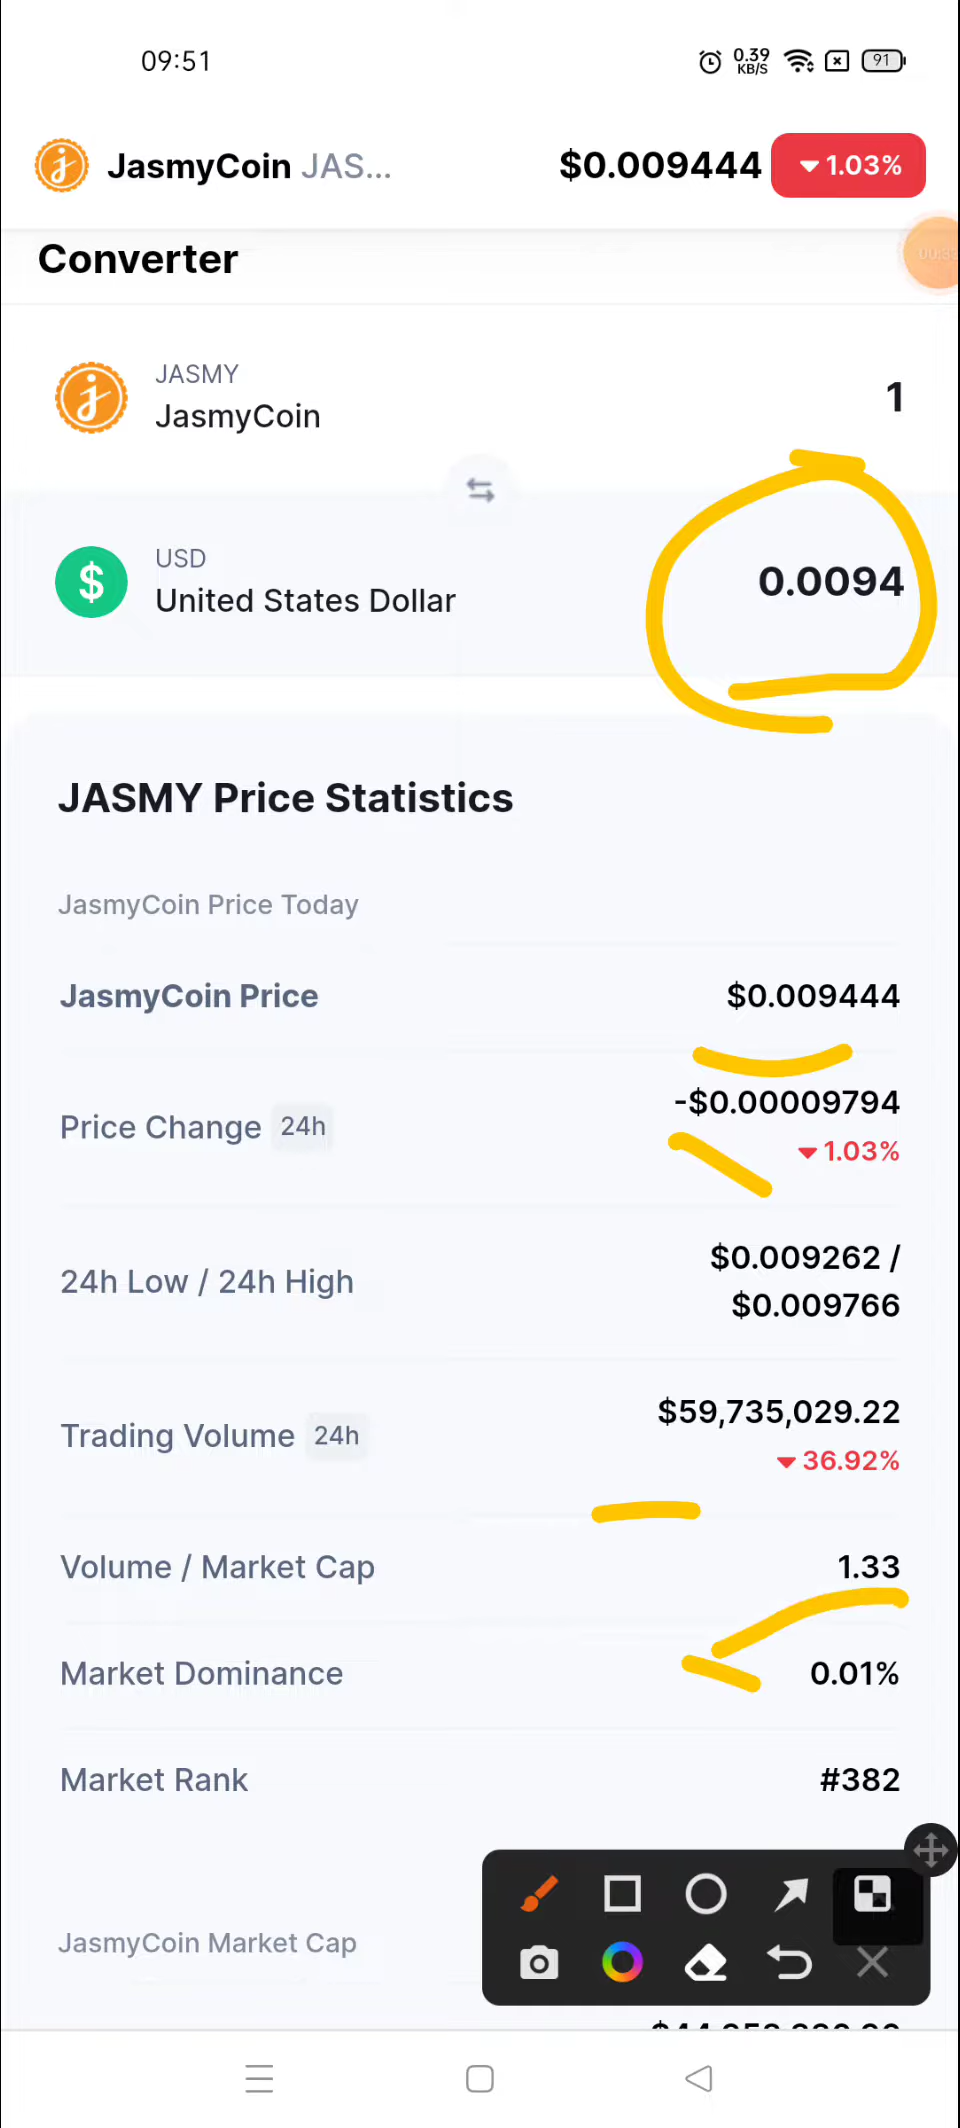 09:51
0.39
KB/S
91
JasmyCoin JAS... $0.009444 1.03%
Converter
JASMY
JasmyCoin
1
USD
United States Dollar
0.0094
JASMY Price Statistics
JasmyCoin Price Today
JasmyCoin Price $0.009444
Price Change 24h -$0.00009794
1.03%
24h Low / 24h High $0.009262 /
$0.009766
Trading Volume 24h $59,735,029.22
36.92%
Volume / Market Cap 1.33
Market Dominance 0.01%
Market Rank #382
JasmyCoin Market Cap